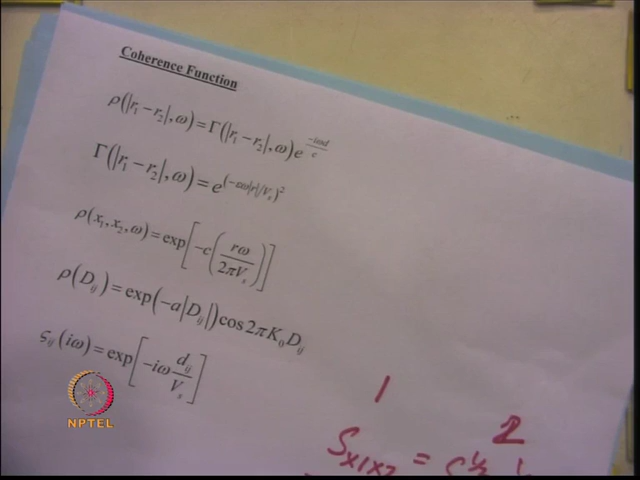 Coherence Function
ρ(|r₁ − r₂|, ω) = Γ(|r₁ − r₂|, ω) e^(−iωd/c)
Γ(|r₁ − r₂|, ω) = e^(−αω|r|/Vₛ)²
ρ(x₁, x₂, ω) = exp[−c(rω/2πVₛ)]
ρ(Dᵢⱼ) = exp(−a|Dᵢⱼ|) cos 2πK₀Dᵢⱼ
ςᵢⱼ(iω) = exp[−iω dᵢⱼ/Vₛ]
1 2
Sx1x2 =
NPTEL